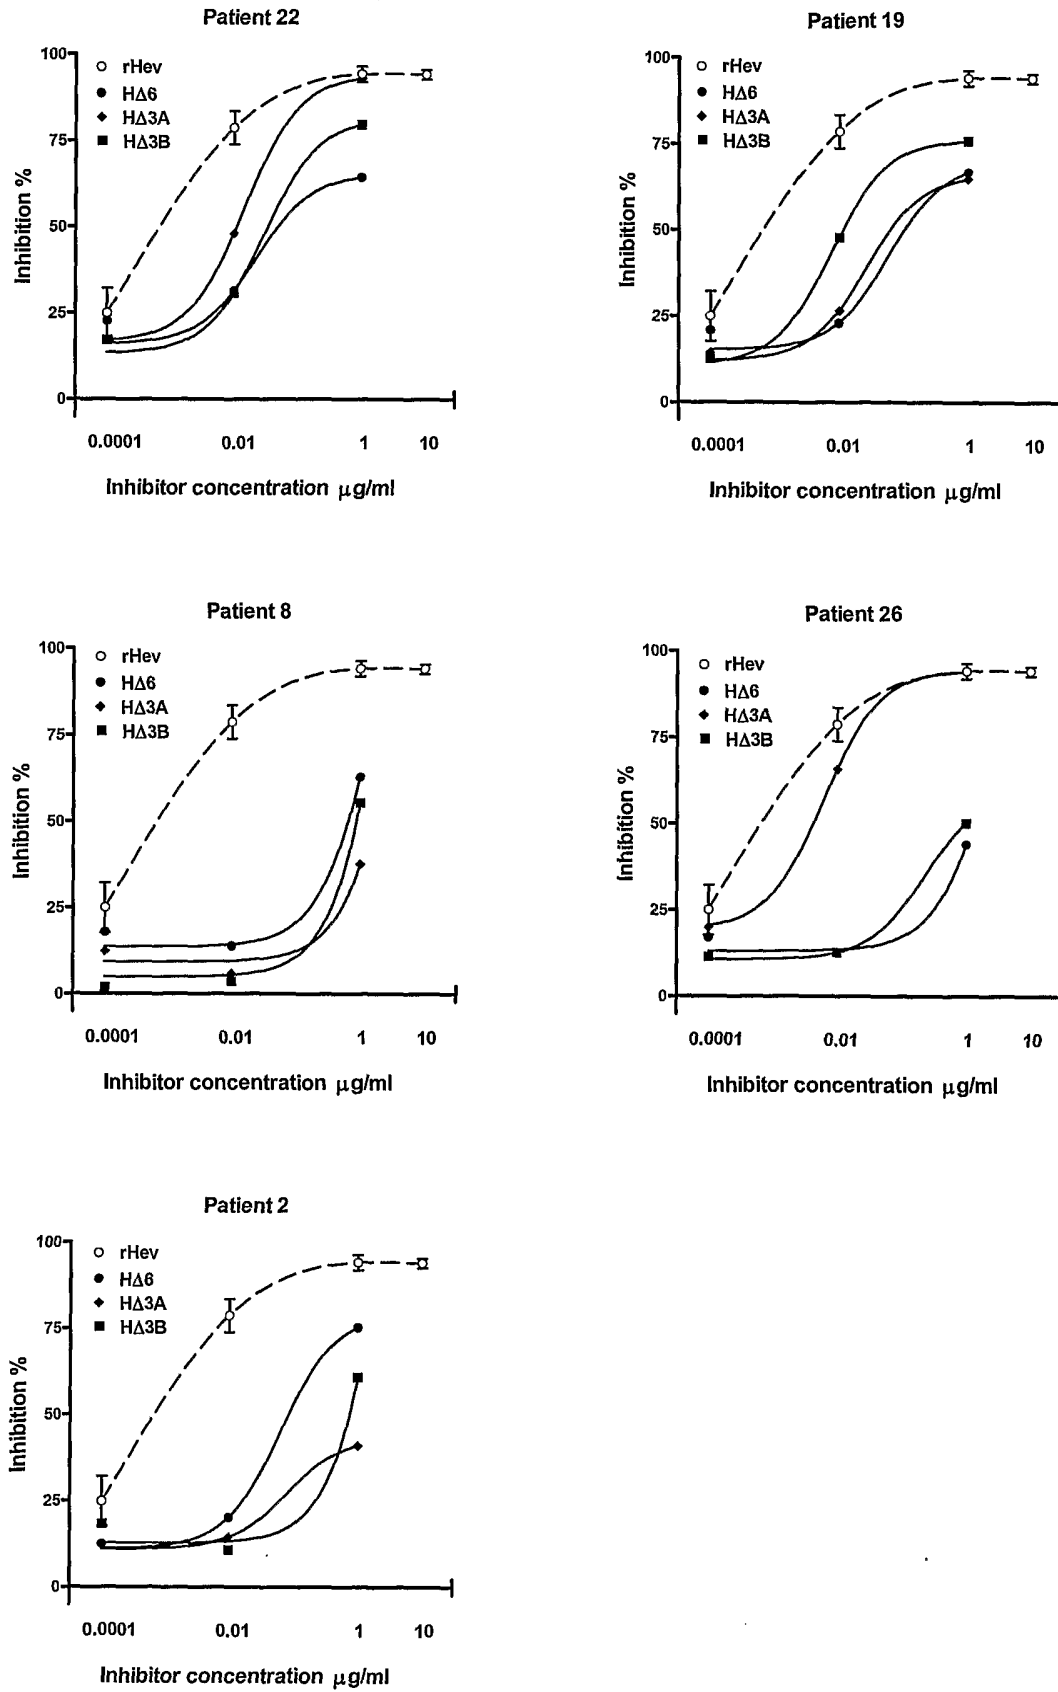 Patient 22
100
75
50
25
0
Inhibition %
rHev
HΔ6
HΔ3A
HΔ3B
0.0001 0.01 1 10
Inhibitor concentration μg/ml
Patient 19
100
75
50
25
0
Inhibition %
rHev
HΔ6
HΔ3A
HΔ3B
0.0001 0.01 1 10
Inhibitor concentration μg/ml
Patient 8
100
75
50
25
0
Inhibition %
rHev
HΔ6
HΔ3A
HΔ3B
0.0001 0.01 1 10
Inhibitor concentration μg/ml
Patient 26
100
75
50
25
0
Inhibition %
rHev
HΔ6
HΔ3A
HΔ3B
0.0001 0.01 1 10
Inhibitor concentration μg/ml
Patient 2
100
75
50
25
0
Inhibition %
rHev
HΔ6
HΔ3A
HΔ3B
0.0001 0.01 1 10
Inhibitor concentration μg/ml